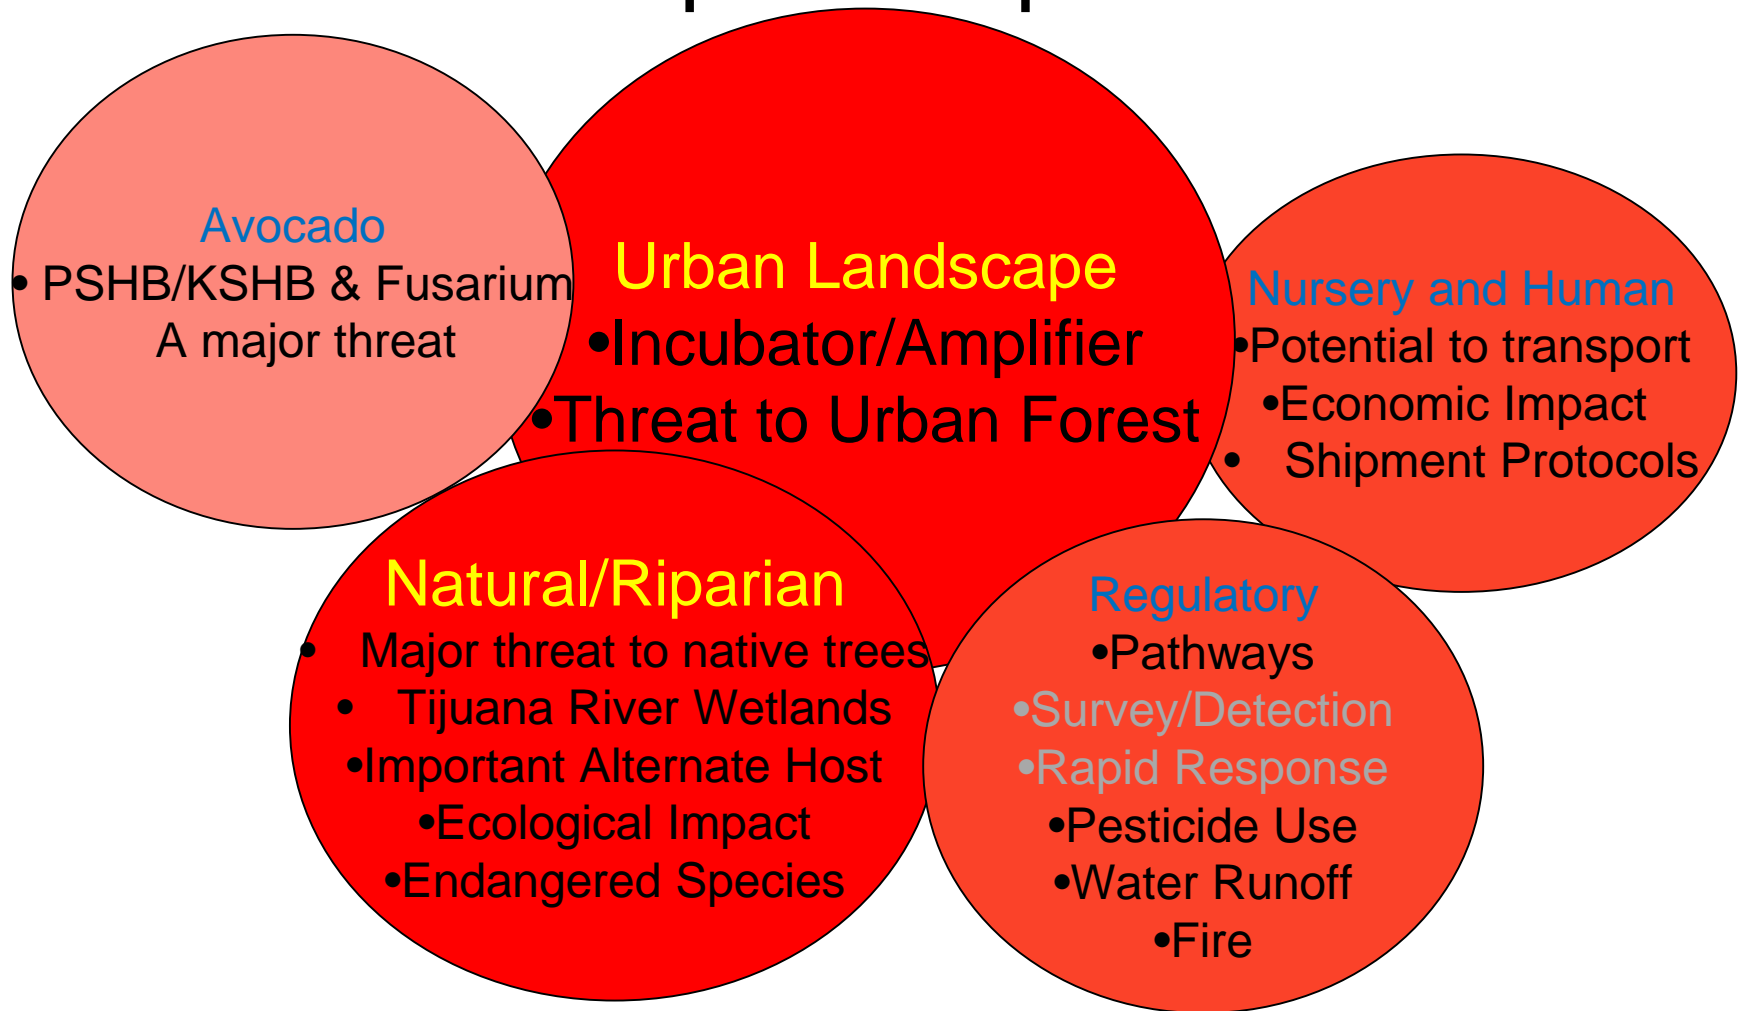 Avocado
• PSHB/KSHB & Fusarium
A major threat
Urban Landscape
•Incubator/Amplifier
•Threat to Urban Forest
Nursery and Human
•Potential to transport
•Economic Impact
• Shipment Protocols
Natural/Riparian
• Major threat to native trees
• Tijuana River Wetlands
•Important Alternate Host
•Ecological Impact
•Endangered Species
Regulatory
•Pathways
•Survey/Detection
•Rapid Response
•Pesticide Use
•Water Runoff
•Fire